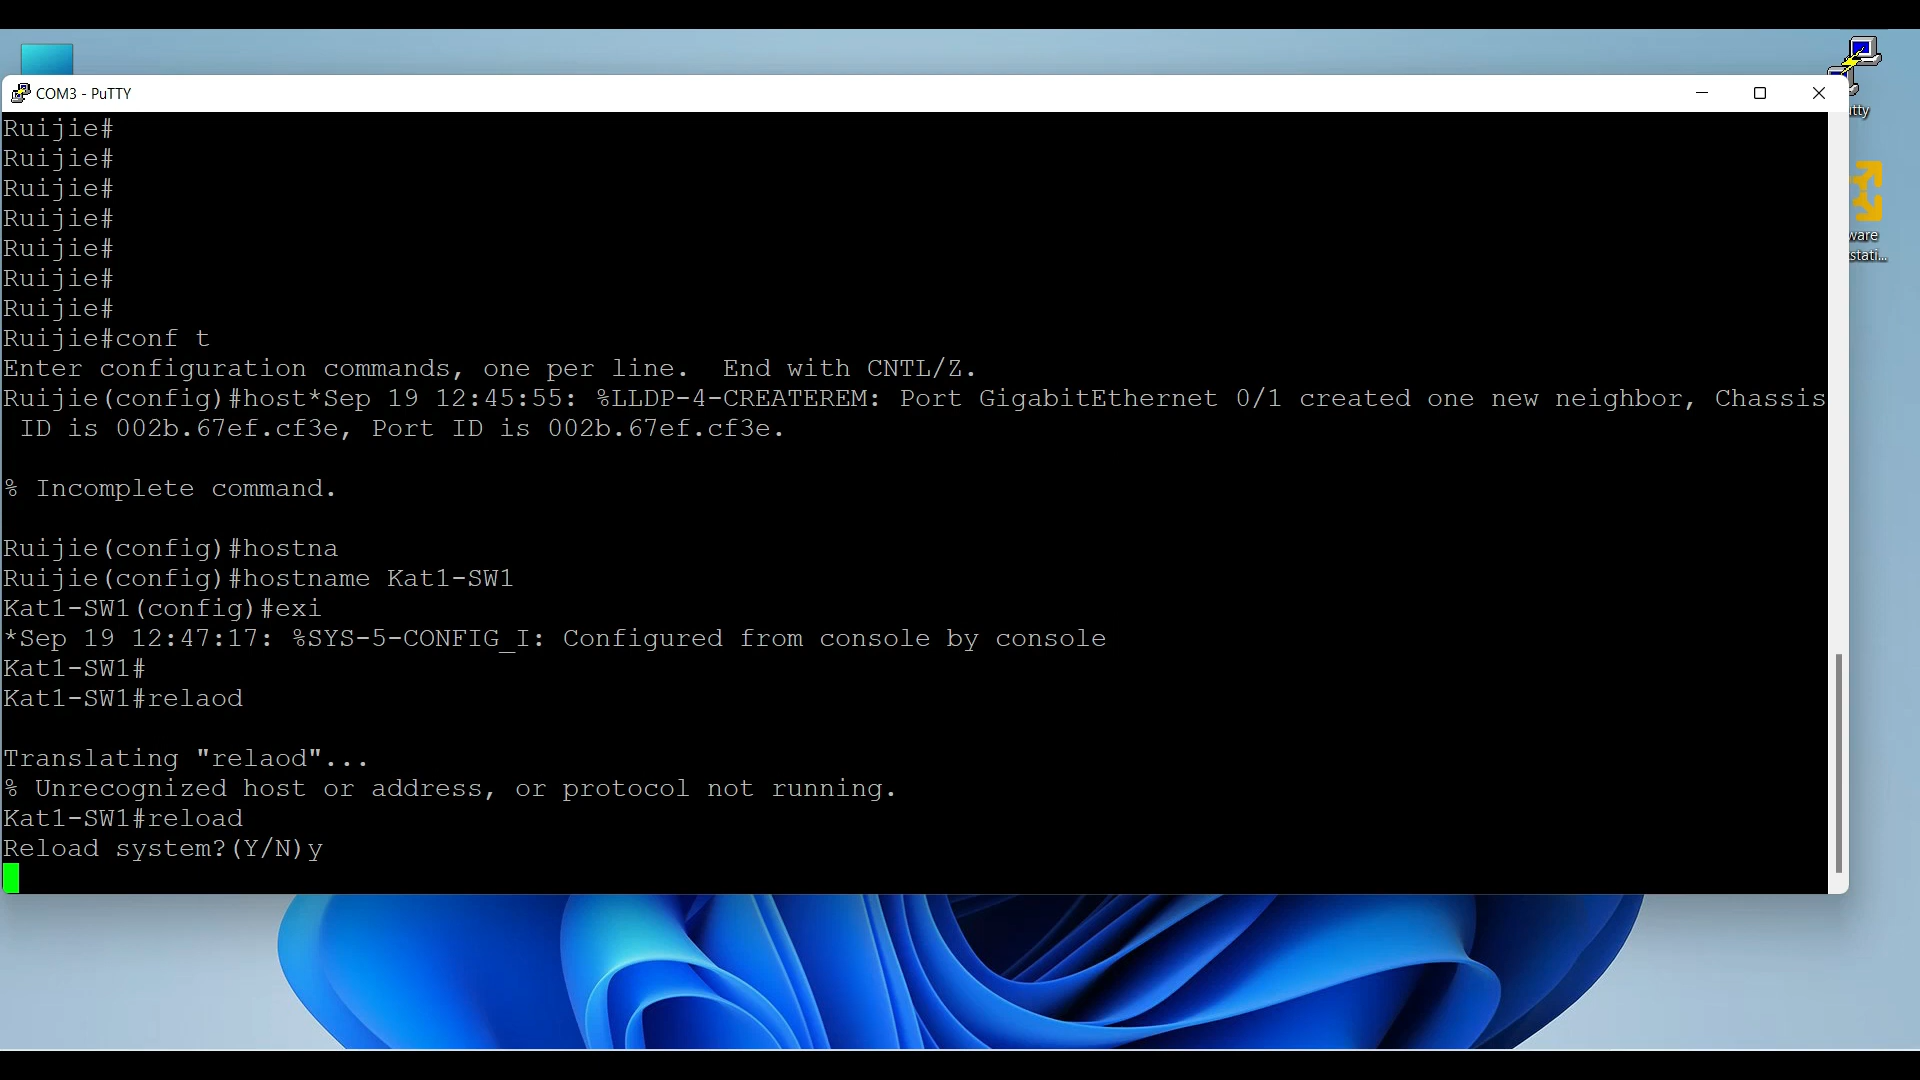 COM3 - PuTTY
Ruijie#
Ruijie#
Ruijie#
Ruijie#
Ruijie#
Ruijie#
Ruijie#
Ruijie#conf t
Enter configuration commands, one per line.  End with CNTL/Z.
Ruijie(config)#host*Sep 19 12:45:55: %LLDP-4-CREATEREM: Port GigabitEthernet 0/1 created one new neighbor, Chassis
 ID is 002b.67ef.cf3e, Port ID is 002b.67ef.cf3e.
% Incomplete command.
Ruijie(config)#hostna
Ruijie(config)#hostname Kat1-SW1
Kat1-SW1(config)#exi
*Sep 19 12:47:17: %SYS-5-CONFIG_I: Configured from console by console
Kat1-SW1#
Kat1-SW1#relaod
Translating "relaod"...
% Unrecognized host or address, or protocol not running.
Kat1-SW1#reload
Reload system?(Y/N)y
tty
ware
stati...